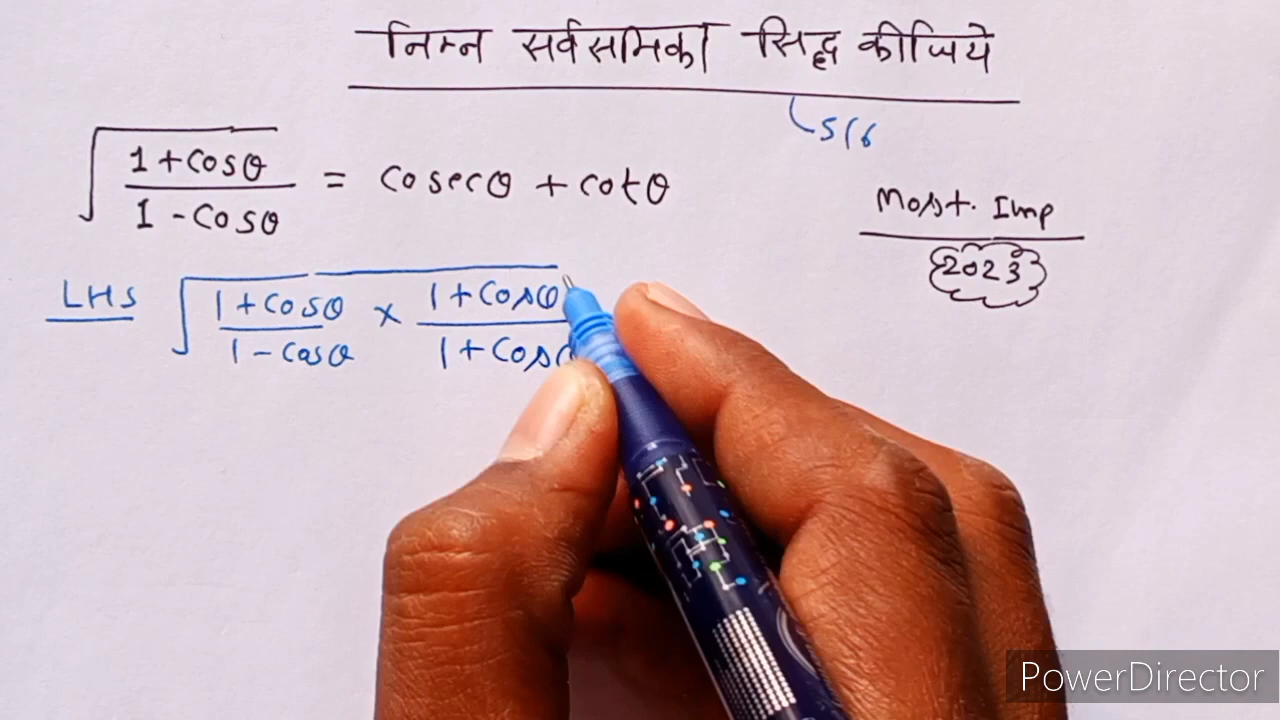 निम्न सर्वसमिका सिद्ध कीजिये
√(1+cosθ / 1-cosθ) = cosecθ + cotθ
Most. Imp
2023
LHS √(1+cosθ / 1-cosθ × 1+cosθ / 1+cosθ
PowerDirector